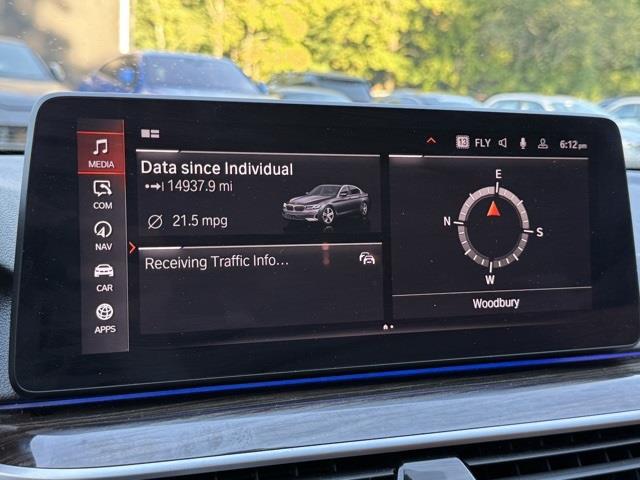 MEDIA
COM
NAV
CAR
APPS
13 FLY 6:12 pm
Data since Individual
14937.9 mi
21.5 mpg
Receiving Traffic Info...
E
N
S
W
Woodbury